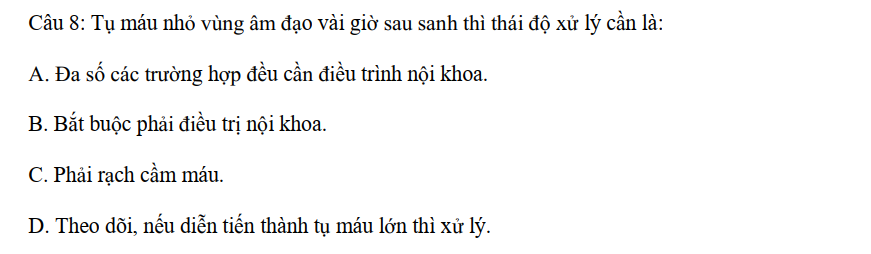 Câu 8: Tụ máu nhỏ vùng âm đạo vài giờ sau sanh thì thái độ xử lý cần là:
A. Đa số các trường hợp đều cần điều trình nội khoa.
B. Bắt buộc phải điều trị nội khoa.
C. Phải rạch cầm máu.
D. Theo dõi, nếu diễn tiến thành tụ máu lớn thì xử lý.